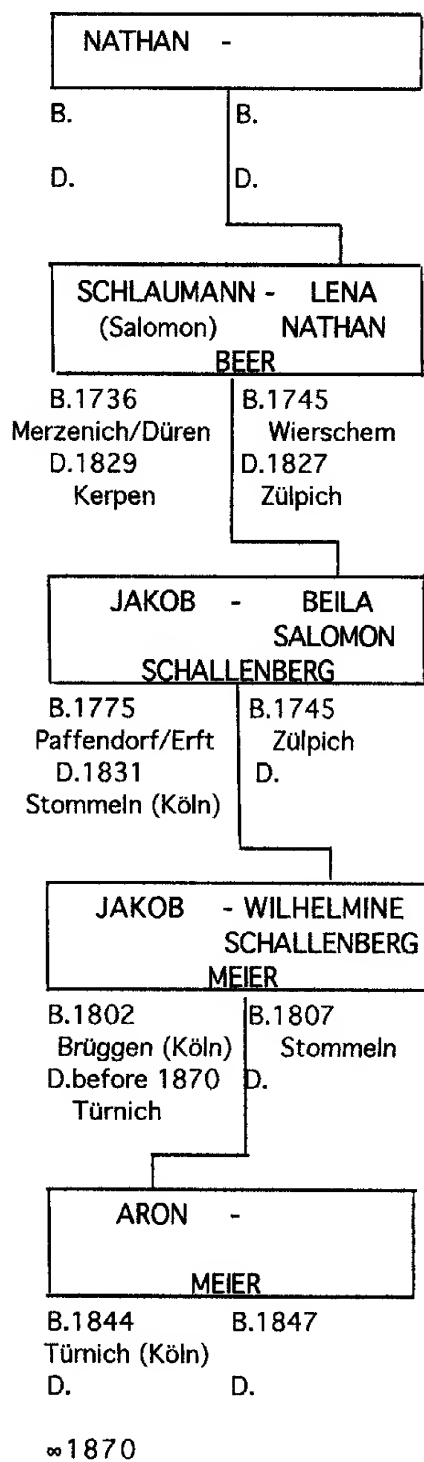 NATHAN -
B. B.
D. D.
SCHLAUMANN - LENA
(Salomon) NATHAN
BEER
B.1736 B.1745
Merzenich/Düren Wierschem
D.1829 D.1827
Kerpen Zülpich
JAKOB - BEILA
SALOMON
SCHALLENBERG
B.1775 B.1745
Paffendorf/Erft Zülpich
D.1831 D.
Stommeln (Köln)
JAKOB - WILHELMINE
SCHALLENBERG
MEIER
B.1802 B.1807
Brüggen (Köln) Stommeln
D.before 1870 D.
Türnich
ARON -
MEIER
B.1844 B.1847
Türnich (Köln)
D. D.
∞1870